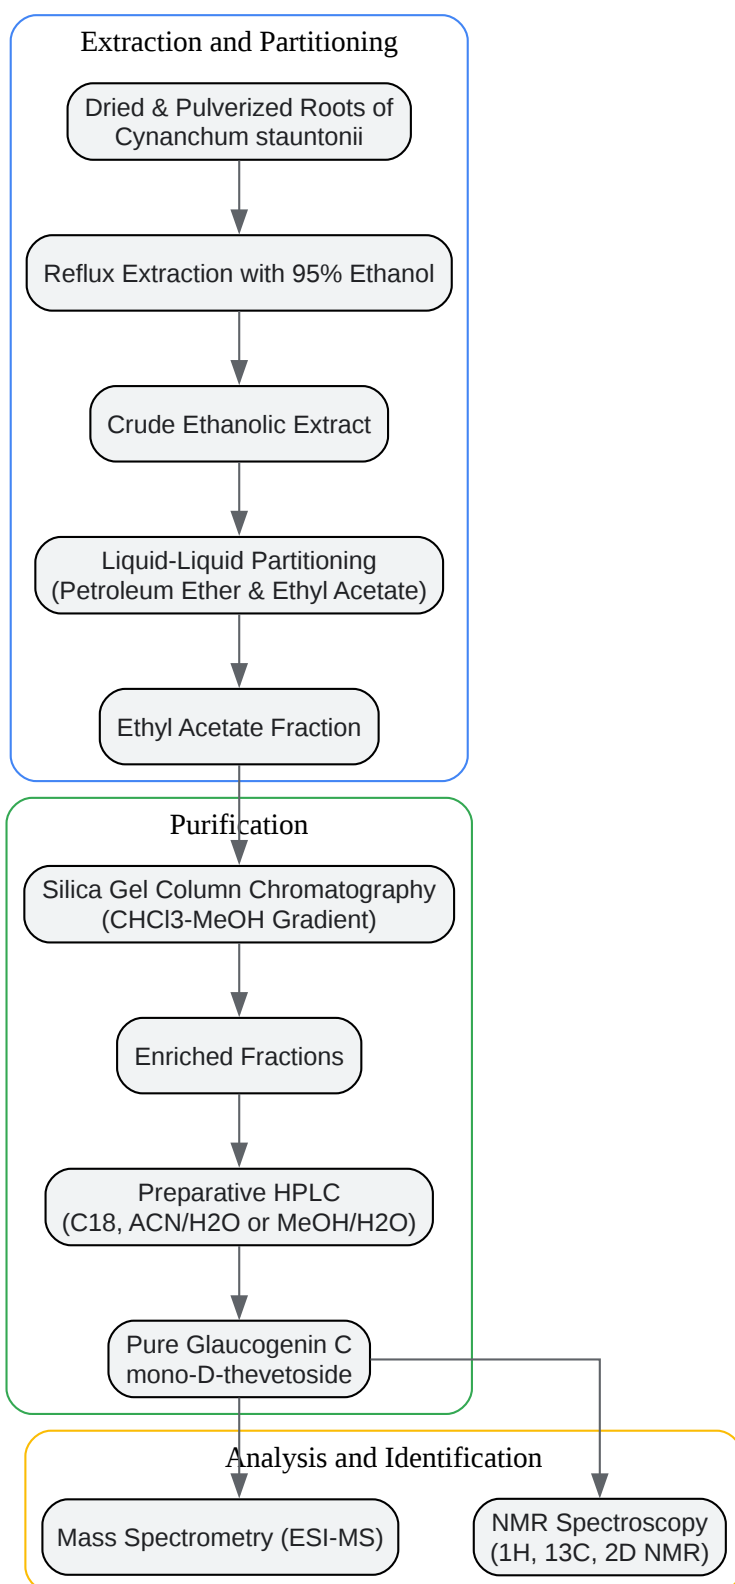 Extraction and Partitioning
Dried & Pulverized Roots of
Cynanchum stauntonii
Reflux Extraction with 95% Ethanol
Crude Ethanolic Extract
Liquid-Liquid Partitioning
(Petroleum Ether & Ethyl Acetate)
Ethyl Acetate Fraction
Purification
Silica Gel Column Chromatography
(CHCl3-MeOH Gradient)
Enriched Fractions
Preparative HPLC
(C18, ACN/H2O or MeOH/H2O)
Pure Glaucogenin C
mono-D-thevetoside
Analysis and Identification
Mass Spectrometry (ESI-MS)
NMR Spectroscopy
(1H, 13C, 2D NMR)